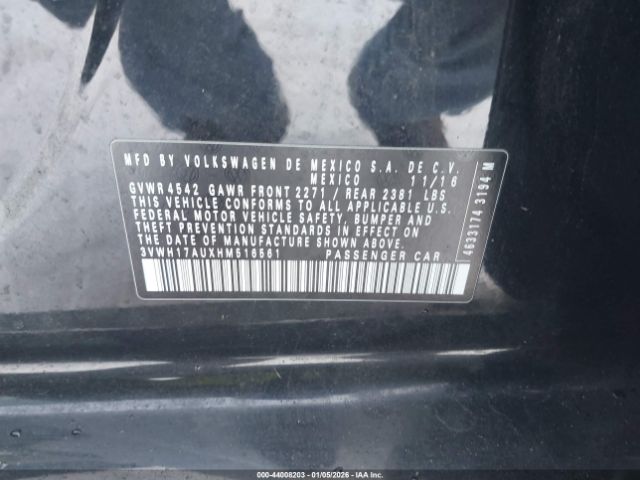 MFD BY VOLKSWAGEN DE MEXICO S.A. DE C.V.
MEXICO 11/16
GVWR 4542 GAWR FRONT 2271 / REAR 2381 LBS
THIS VEHICLE CONFORMS TO ALL APPLICABLE U.S.
FEDERAL MOTOR VEHICLE SAFETY, BUMPER AND
THEFT PREVENTION STANDARDS IN EFFECT ON
THE DATE OF MANUFACTURE SHOWN ABOVE.
3VWH17AUXHM516561 PASSENGER CAR
4633174 3194 M
000-44008203 - 01/05/2026 - IAA Inc.